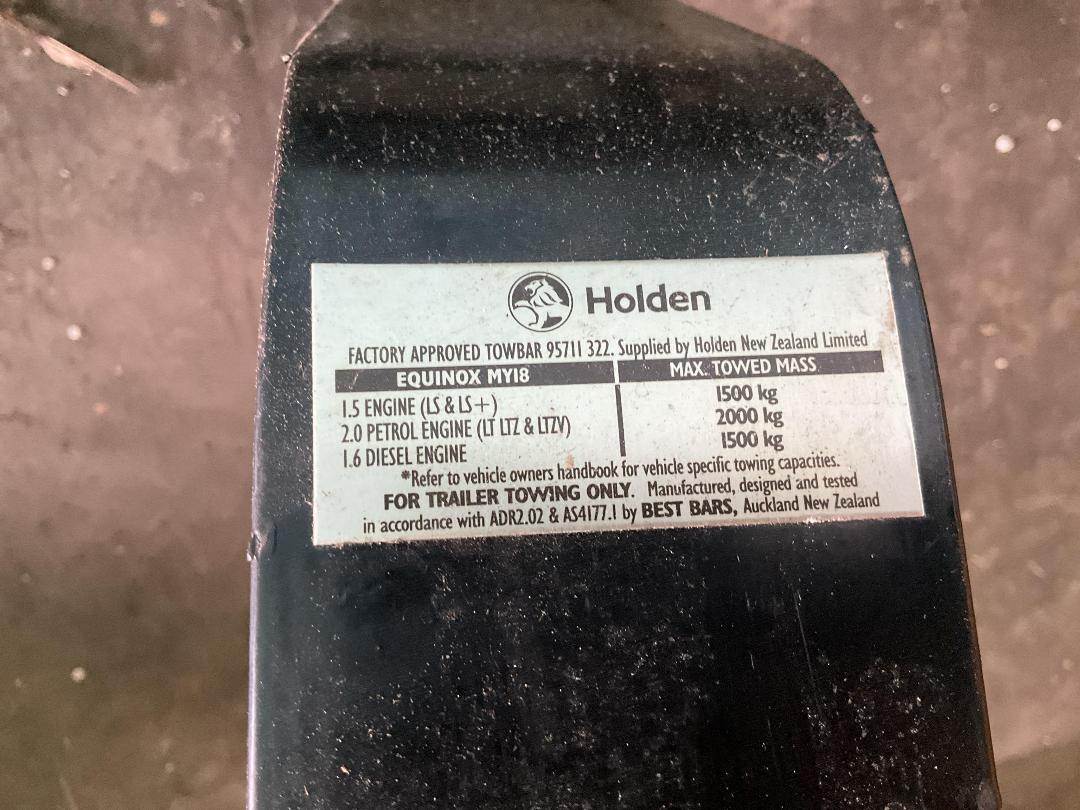 Holden
FACTORY APPROVED TOWBAR 95711 322. Supplied by Holden New Zealand Limited
EQUINOX MY18 MAX. TOWED MASS
1.5 ENGINE (LS & LS+) 1500 kg
2.0 PETROL ENGINE (LT LTZ & LTZV) 2000 kg
1.6 DIESEL ENGINE 1500 kg
*Refer to vehicle owners handbook for vehicle specific towing capacities.
FOR TRAILER TOWING ONLY. Manufactured, designed and tested
in accordance with ADR2.02 & AS4177.1 by BEST BARS, Auckland New Zealand